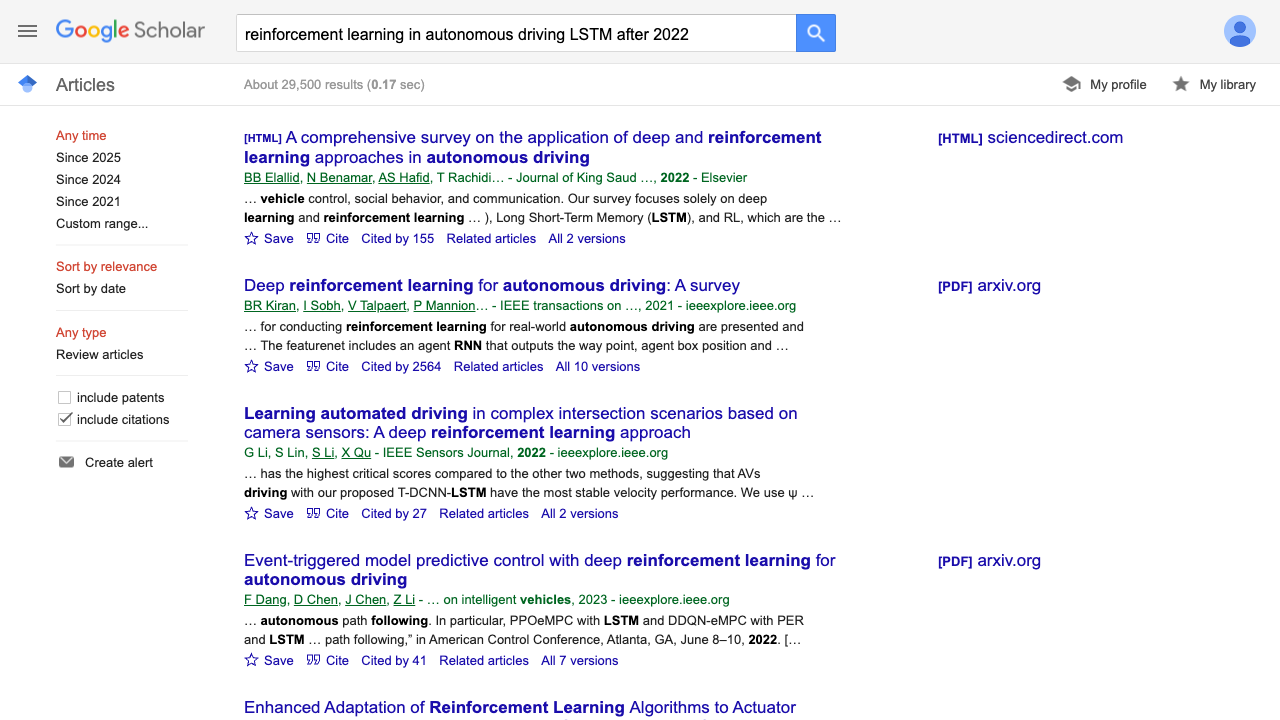 Google Scholar
reinforcement learning in autonomous driving LSTM after 2022
Articles
About 29,500 results (0.17 sec)
My profile
My library
Any time
Since 2025
Since 2024
Since 2021
Custom range...
Sort by relevance
Sort by date
Any type
Review articles
include patents
include citations
Create alert
[HTML] A comprehensive survey on the application of deep and reinforcement
learning approaches in autonomous driving
BB Elallid, N Benamar, AS Hafid, T Rachidi… - Journal of King Saud …, 2022 - Elsevier
… vehicle control, social behavior, and communication. Our survey focuses solely on deep
learning and reinforcement learning … ), Long Short-Term Memory (LSTM), and RL, which are the …
Save Cite Cited by 155 Related articles All 2 versions
[HTML] sciencedirect.com
Deep reinforcement learning for autonomous driving: A survey
BR Kiran, I Sobh, V Talpaert, P Mannion… - IEEE transactions on …, 2021 - ieeexplore.ieee.org
… for conducting reinforcement learning for real-world autonomous driving are presented and
… The featurenet includes an agent RNN that outputs the way point, agent box position and …
Save Cite Cited by 2564 Related articles All 10 versions
[PDF] arxiv.org
Learning automated driving in complex intersection scenarios based on
camera sensors: A deep reinforcement learning approach
G Li, S Lin, S Li, X Qu - IEEE Sensors Journal, 2022 - ieeexplore.ieee.org
… has the highest critical scores compared to the other two methods, suggesting that AVs
driving with our proposed T-DCNN-LSTM have the most stable velocity performance. We use ψ …
Save Cite Cited by 27 Related articles All 2 versions
Event-triggered model predictive control with deep reinforcement learning for
autonomous driving
F Dang, D Chen, J Chen, Z Li - … on intelligent vehicles, 2023 - ieeexplore.ieee.org
… autonomous path following. In particular, PPOeMPC with LSTM and DDQN-eMPC with PER
and LSTM … path following,” in American Control Conference, Atlanta, GA, June 8–10, 2022. […
Save Cite Cited by 41 Related articles All 7 versions
[PDF] arxiv.org
Enhanced Adaptation of Reinforcement Learning Algorithms to Actuator